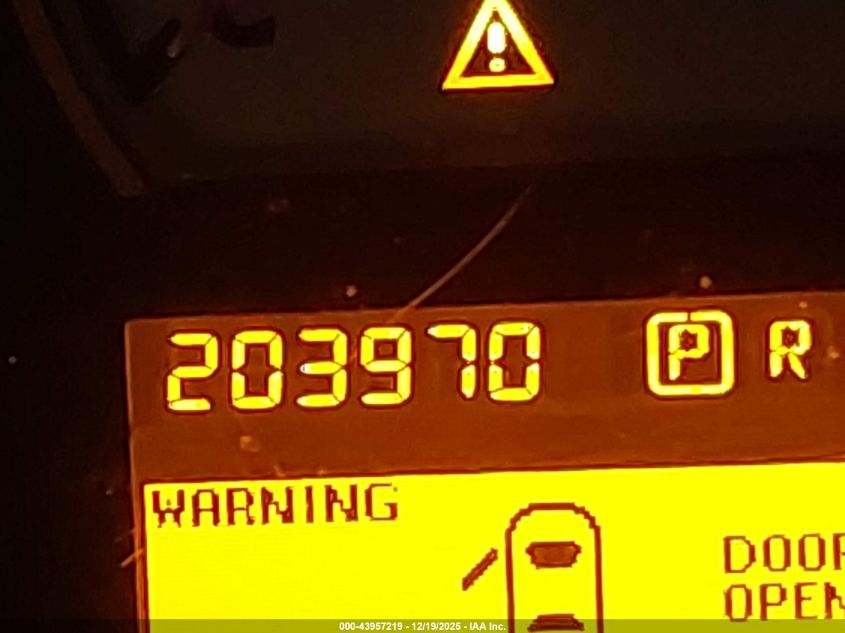 203970 P R
WARNING
DOOR
OPEN
000-43957219 - 12/19/2025 - IAA Inc.